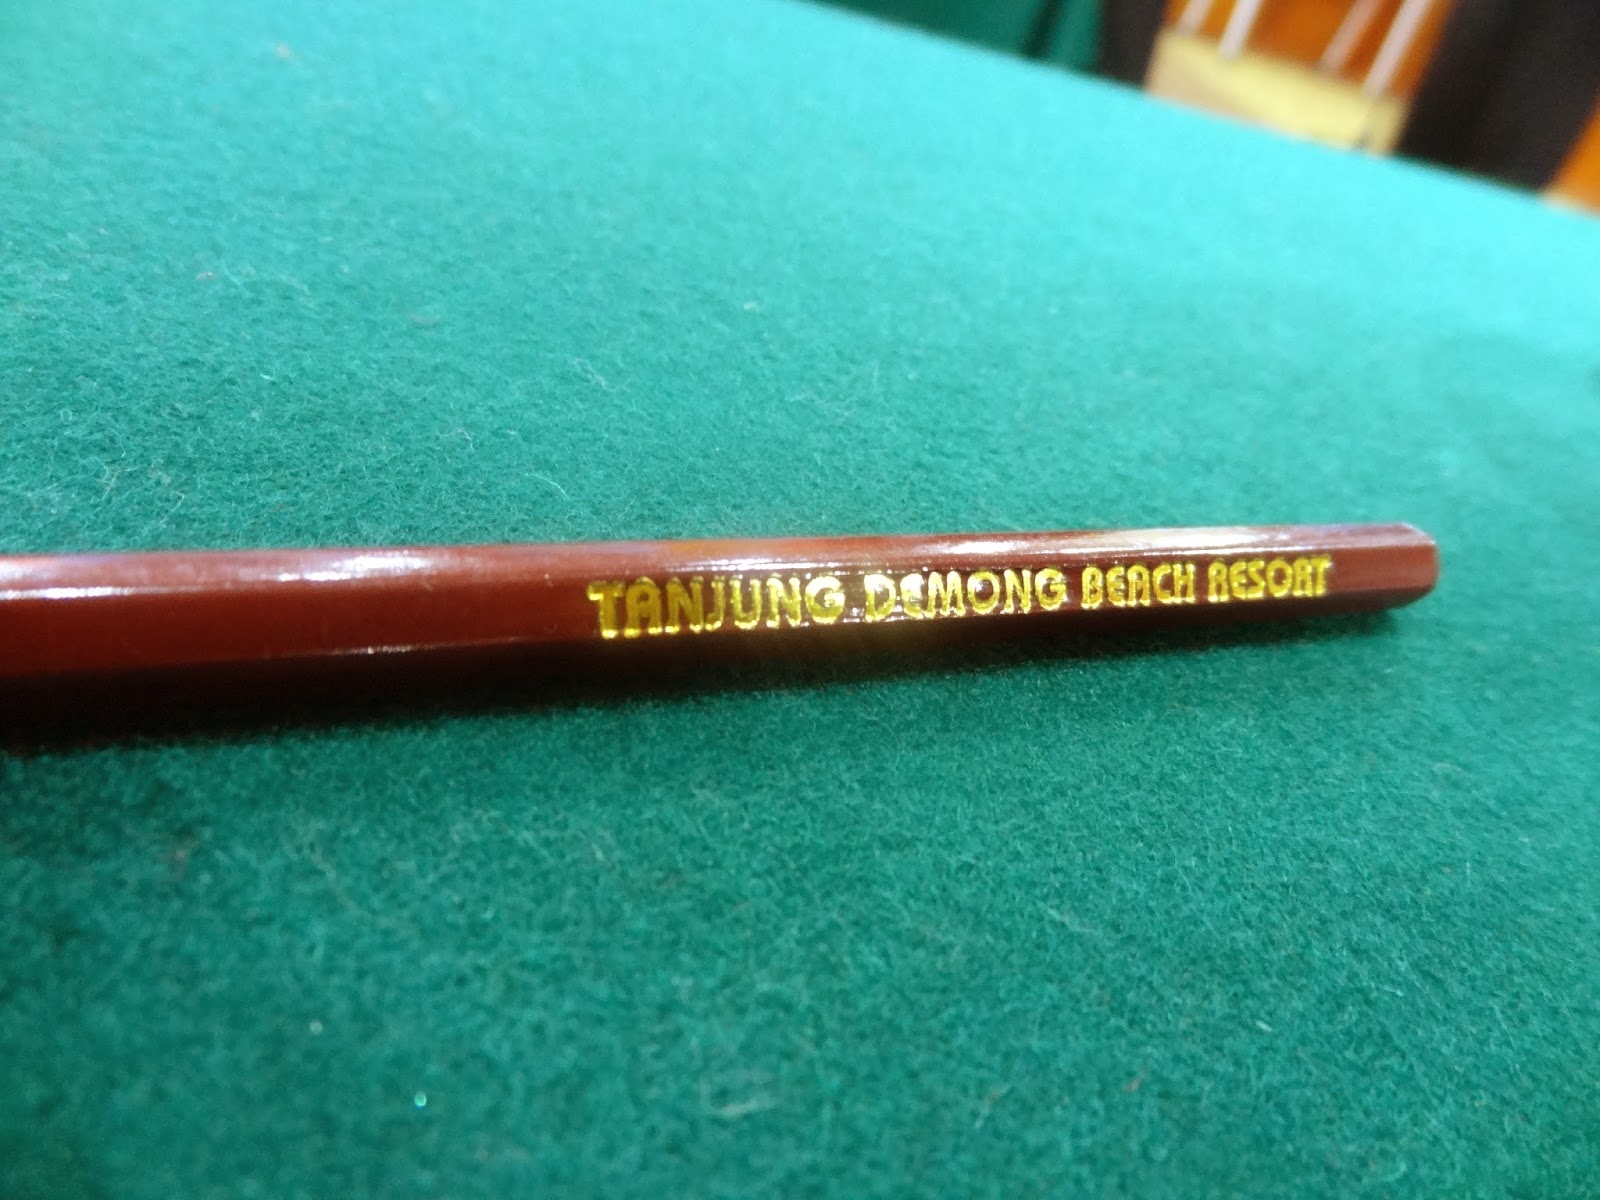 TANJUNG DEMONG BEACH RESORT